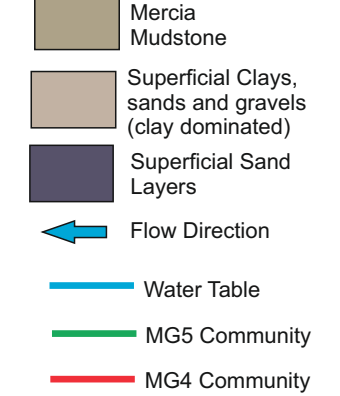 Mercia
Mudstone
Superficial Clays,
sands and gravels
(clay dominated)
Superficial Sand
Layers
Flow Direction
Water Table
MG5 Community
MG4 Community